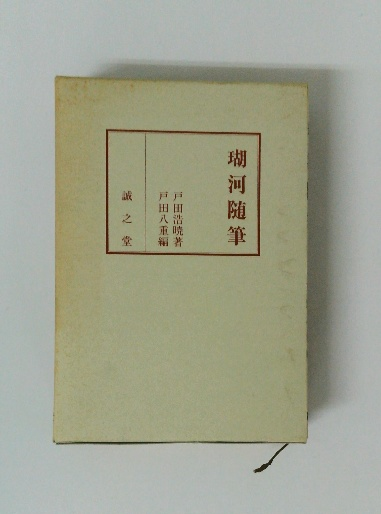 瑚河随筆
戸田浩暁著
戸田八重編
誠之堂